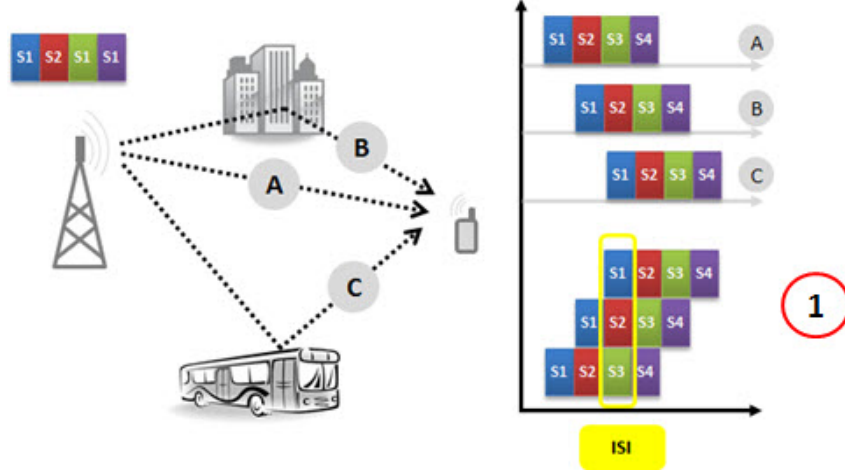 S1 S2 S1 S1
B
A
C
S1 S2 S3 S4 A
S1 S2 S3 S4 B
S1 S2 S3 S4 C
S1 S2 S3 S4
S1 S2 S3 S4
S1 S2 S3 S4
1
ISI